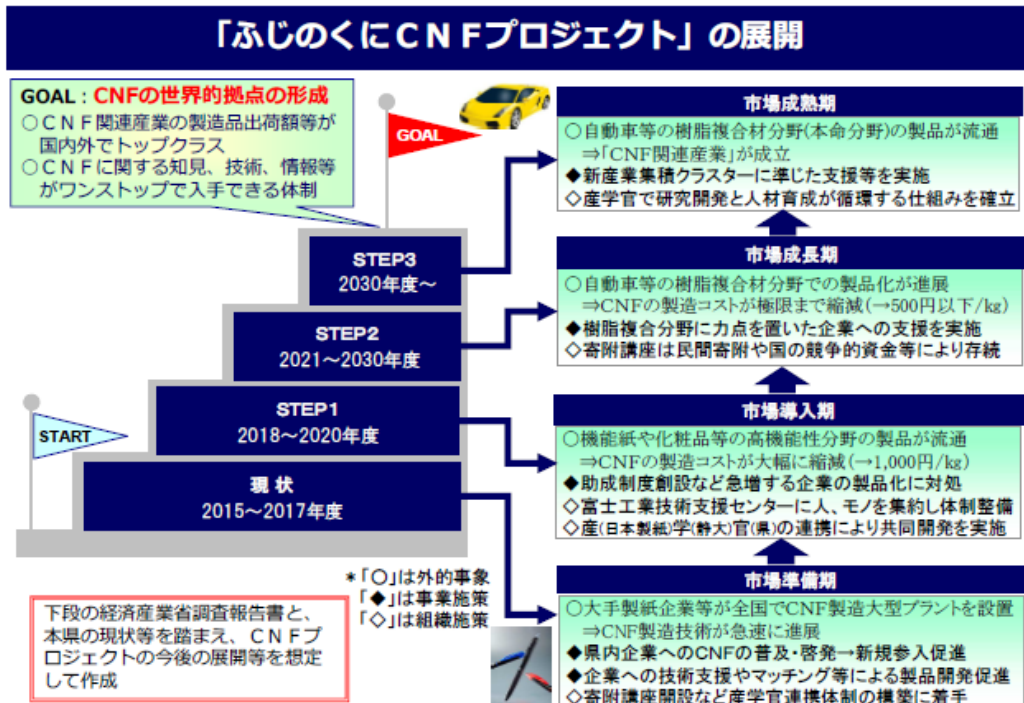 「ふじのくにＣＮＦプロジェクト」の展開
GOAL：CNFの世界的拠点の形成
○ＣＮＦ関連産業の製造品出荷額等が
国内外でトップクラス
○ＣＮＦに関する知見、技術、情報等
がワンストップで入手できる体制
GOAL
STEP3
2030年度～
STEP2
2021～2030年度
STEP1
2018～2020年度
START
現 状
2015～2017年度
市場成熟期
○自動車等の樹脂複合材分野(本命分野)の製品が流通
⇒「CNF関連産業」が成立
◆新産業集積クラスターに準じた支援等を実施
◇産学官で研究開発と人材育成が循環する仕組みを確立
市場成長期
○自動車等の樹脂複合材分野での製品化が進展
⇒CNFの製造コストが極限まで縮減(→500円以下/kg)
◆樹脂複合分野に力点を置いた企業への支援を実施
◇寄附講座は民間寄附や国の競争的資金等により存続
市場導入期
○機能紙や化粧品等の高機能性分野の製品が流通
⇒CNFの製造コストが大幅に縮減(→1,000円/kg)
◆助成制度創設など急増する企業の製品化に対処
◇富士工業技術支援センターに人、モノを集約し体制整備
◇産(日本製紙)学(静大)官(県)の連携により共同開発を実施
市場準備期
○大手製紙企業等が全国でCNF製造大型プラントを設置
⇒CNF製造技術が急速に進展
◆県内企業へのCNFの普及・啓発→新規参入促進
◆企業への技術支援やマッチング等による製品開発促進
◇寄附講座開設など産学官連携体制の構築に着手
＊「○」は外的事象
「◆」は事業施策
「◇」は組織施策
下段の経済産業省調査報告書と、
本県の現状等を踏まえ、ＣＮＦプ
ロジェクトの今後の展開等を想定
して作成